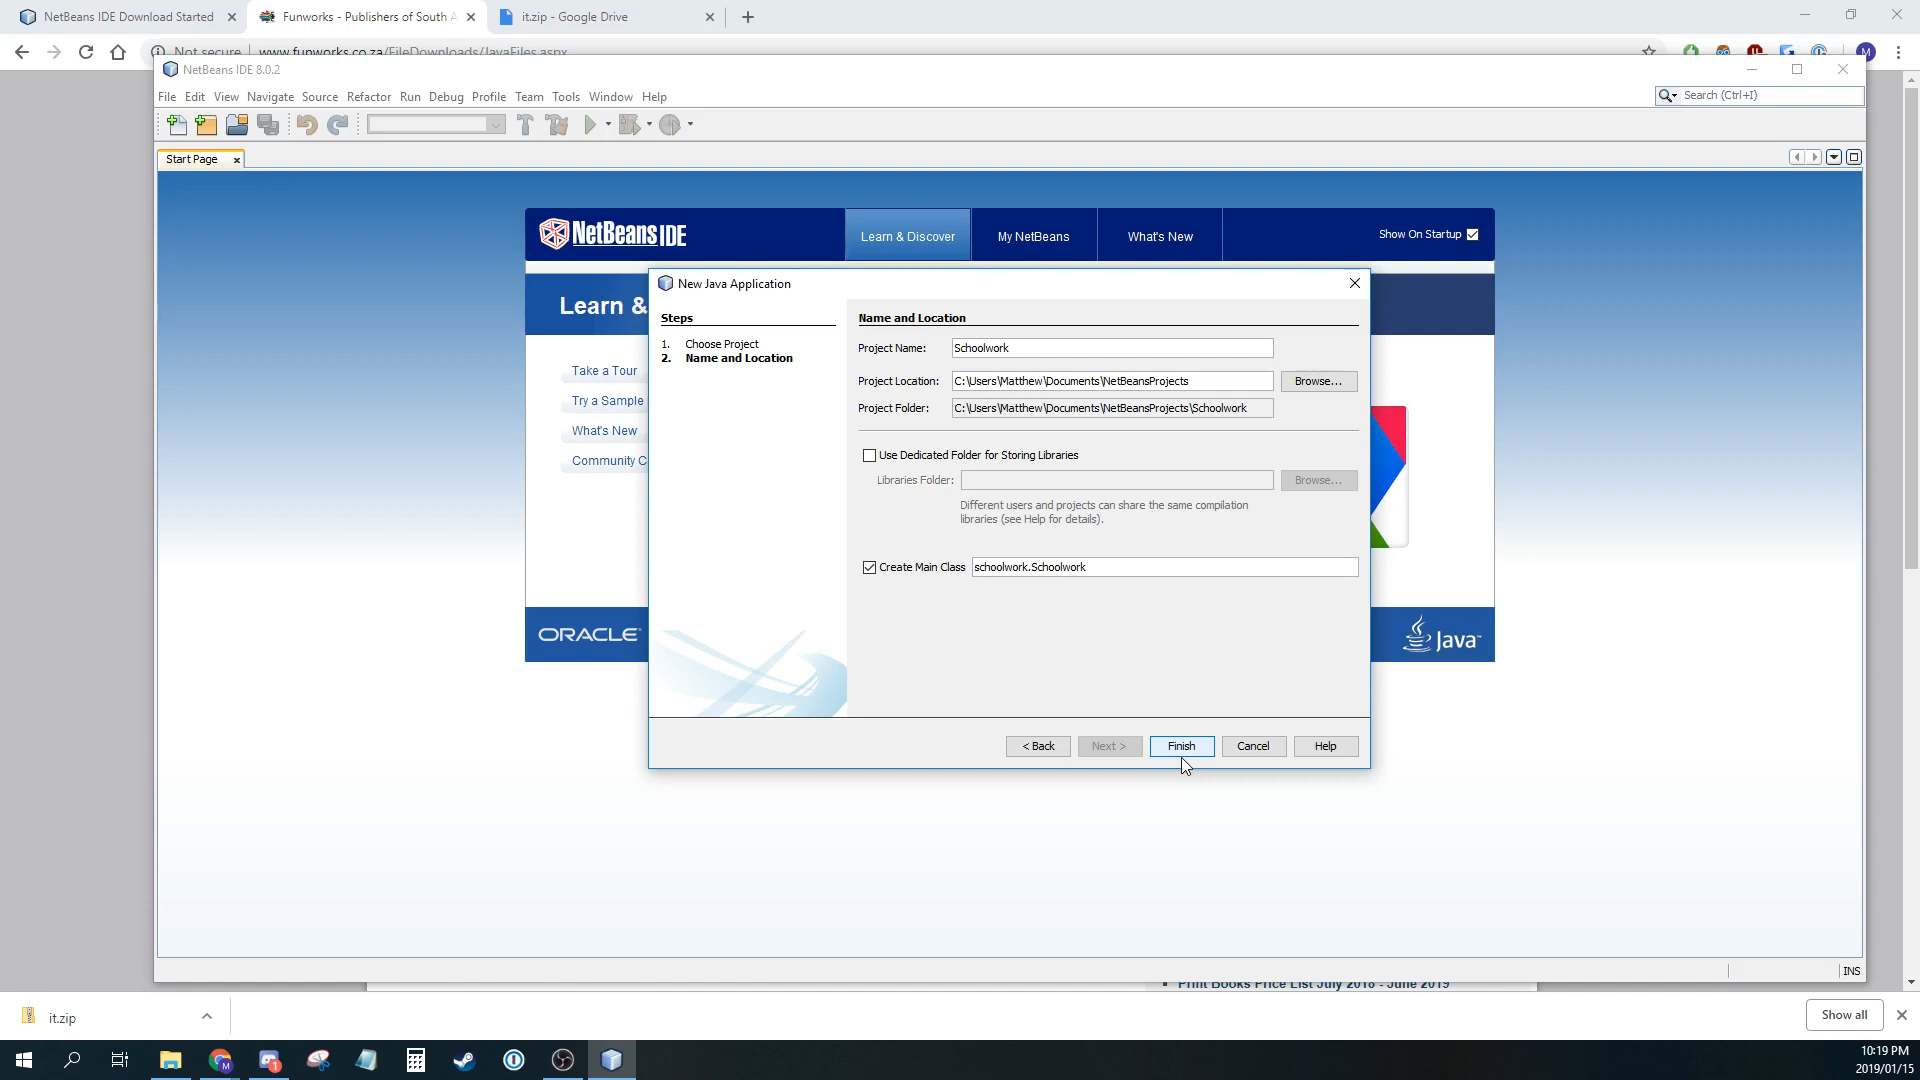 NetBeans IDE Download Started
Funworks - Publishers of South A
it.zip - Google Drive
Not secure
www.funworks.co.za/FileDownloads/JavaFiles.aspx
M
NetBeans IDE 8.0.2
File Edit View Navigate Source Refactor Run Debug Profile Team Tools Window Help
Search (Ctrl+I)
Start Page
NetBeans IDE
Learn & Discover
My NetBeans
What's New
Show On Startup
Learn &
Take a Tour
Try a Sample
What's New
Community C
ORACLE
Java
New Java Application
Steps
1. Choose Project
2. Name and Location
Name and Location
Project Name: Schoolwork
Project Location: C:\Users\Matthew\Documents\NetBeansProjects Browse...
Project Folder: C:\Users\Matthew\Documents\NetBeansProjects\Schoolwork
Use Dedicated Folder for Storing Libraries
Libraries Folder: Browse...
Different users and projects can share the same compilation
libraries (see Help for details).
Create Main Class schoolwork.Schoolwork
< Back Next > Finish Cancel Help
INS
Print Books Price List July 2018 - June 2019
it.zip
Show all
M
1
10:19 PM
2019/01/15